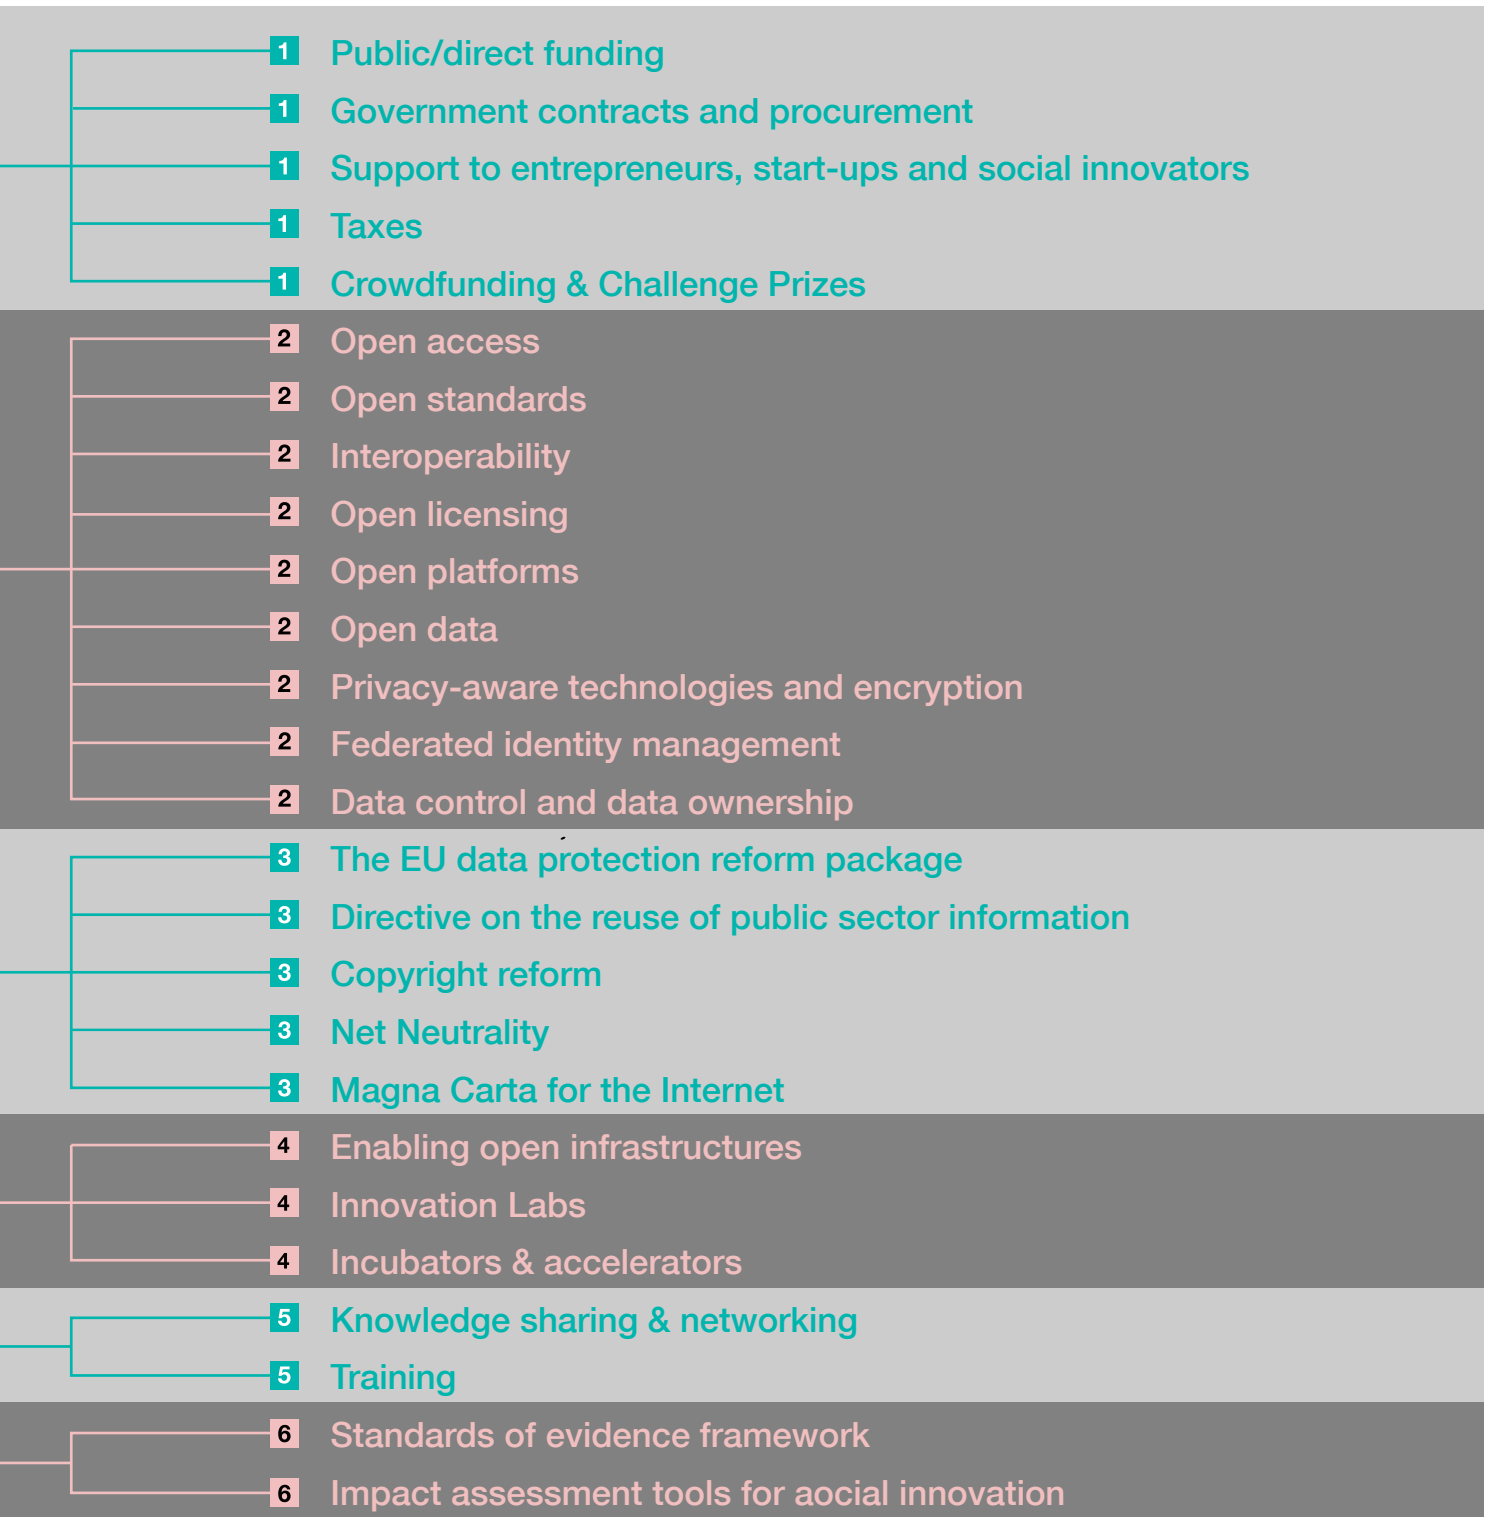 1 Public/direct funding
1 Government contracts and procurement
1 Support to entrepreneurs, start-ups and social innovators
1 Taxes
1 Crowdfunding & Challenge Prizes
2 Open access
2 Open standards
2 Interoperability
2 Open licensing
2 Open platforms
2 Open data
2 Privacy-aware technologies and encryption
2 Federated identity management
2 Data control and data ownership
3 The EU data protection reform package
3 Directive on the reuse of public sector information
3 Copyright reform
3 Net Neutrality
3 Magna Carta for the Internet
4 Enabling open infrastructures
4 Innovation Labs
4 Incubators & accelerators
5 Knowledge sharing & networking
5 Training
6 Standards of evidence framework
6 Impact assessment tools for aocial innovation